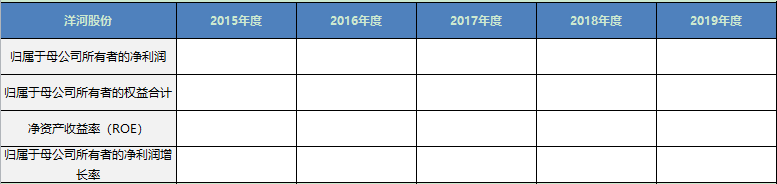 洋河股份 2015年度 2016年度 2017年度 2018年度 2019年度
归属于母公司所有者的净利润
归属于母公司所有者的权益合计
净资产收益率（ROE）
归属于母公司所有者的净利润增
长率